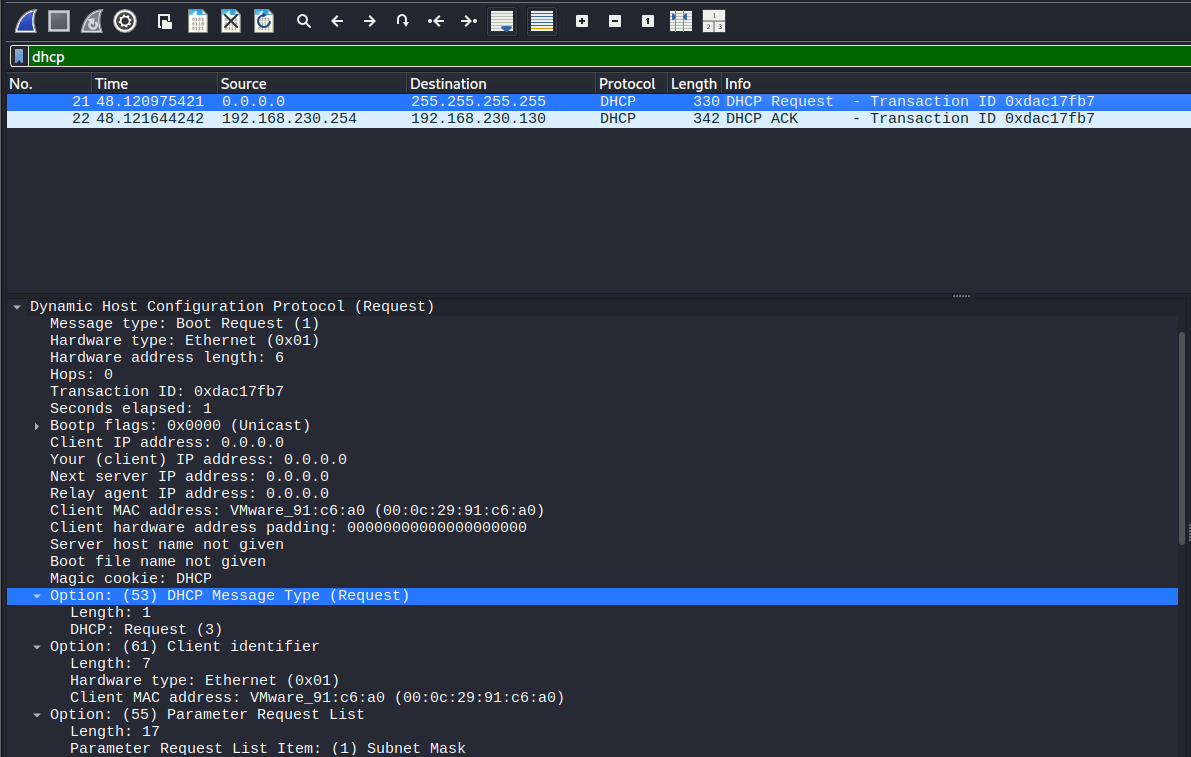 dhcp
No. Time Source Destination Protocol Length Info
21 48.120975421 0.0.0.0 255.255.255.255 DHCP 330 DHCP Request - Transaction ID 0xdac17fb7
22 48.121644242 192.168.230.254 192.168.230.130 DHCP 342 DHCP ACK - Transaction ID 0xdac17fb7
Dynamic Host Configuration Protocol (Request)
Message type: Boot Request (1)
Hardware type: Ethernet (0x01)
Hardware address length: 6
Hops: 0
Transaction ID: 0xdac17fb7
Seconds elapsed: 1
Bootp flags: 0x0000 (Unicast)
Client IP address: 0.0.0.0
Your (client) IP address: 0.0.0.0
Next server IP address: 0.0.0.0
Relay agent IP address: 0.0.0.0
Client MAC address: VMware_91:c6:a0 (00:0c:29:91:c6:a0)
Client hardware address padding: 00000000000000000000
Server host name not given
Boot file name not given
Magic cookie: DHCP
Option: (53) DHCP Message Type (Request)
Length: 1
DHCP: Request (3)
Option: (61) Client identifier
Length: 7
Hardware type: Ethernet (0x01)
Client MAC address: VMware_91:c6:a0 (00:0c:29:91:c6:a0)
Option: (55) Parameter Request List
Length: 17
Parameter Request List Item: (1) Subnet Mask